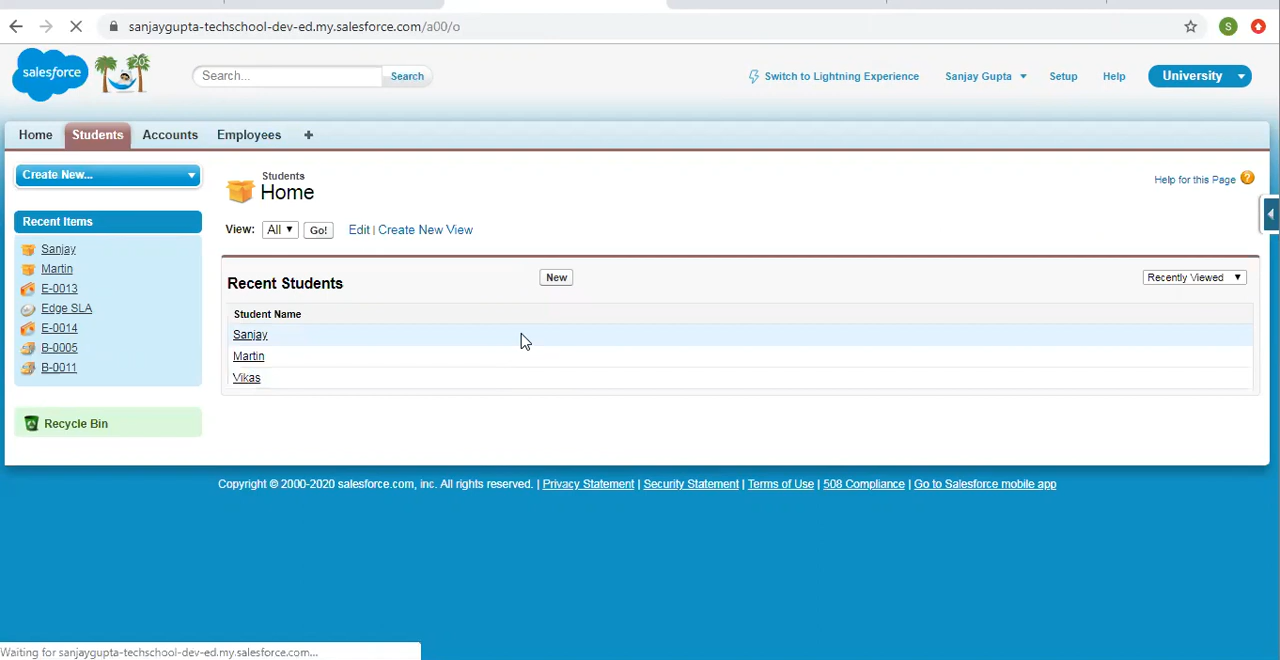 sanjaygupta-techschool-dev-ed.my.salesforce.com/a00/o
S
salesforce
20
Search...
Search
Switch to Lightning Experience
Sanjay Gupta
Setup
Help
University
Home
Students
Accounts
Employees
Create New...
Students
Home
Help for this Page
?
Recent Items
View:
All
Go!
Edit | Create New View
Sanjay
Martin
E-0013
Edge SLA
E-0014
B-0005
B-0011
Recent Students
New
Recently Viewed
Student Name
Sanjay
Martin
Vikas
Recycle Bin
Copyright © 2000-2020 salesforce.com, inc. All rights reserved. | Privacy Statement | Security Statement | Terms of Use | 508 Compliance | Go to Salesforce mobile app
Waiting for sanjaygupta-techschool-dev-ed.my.salesforce.com...